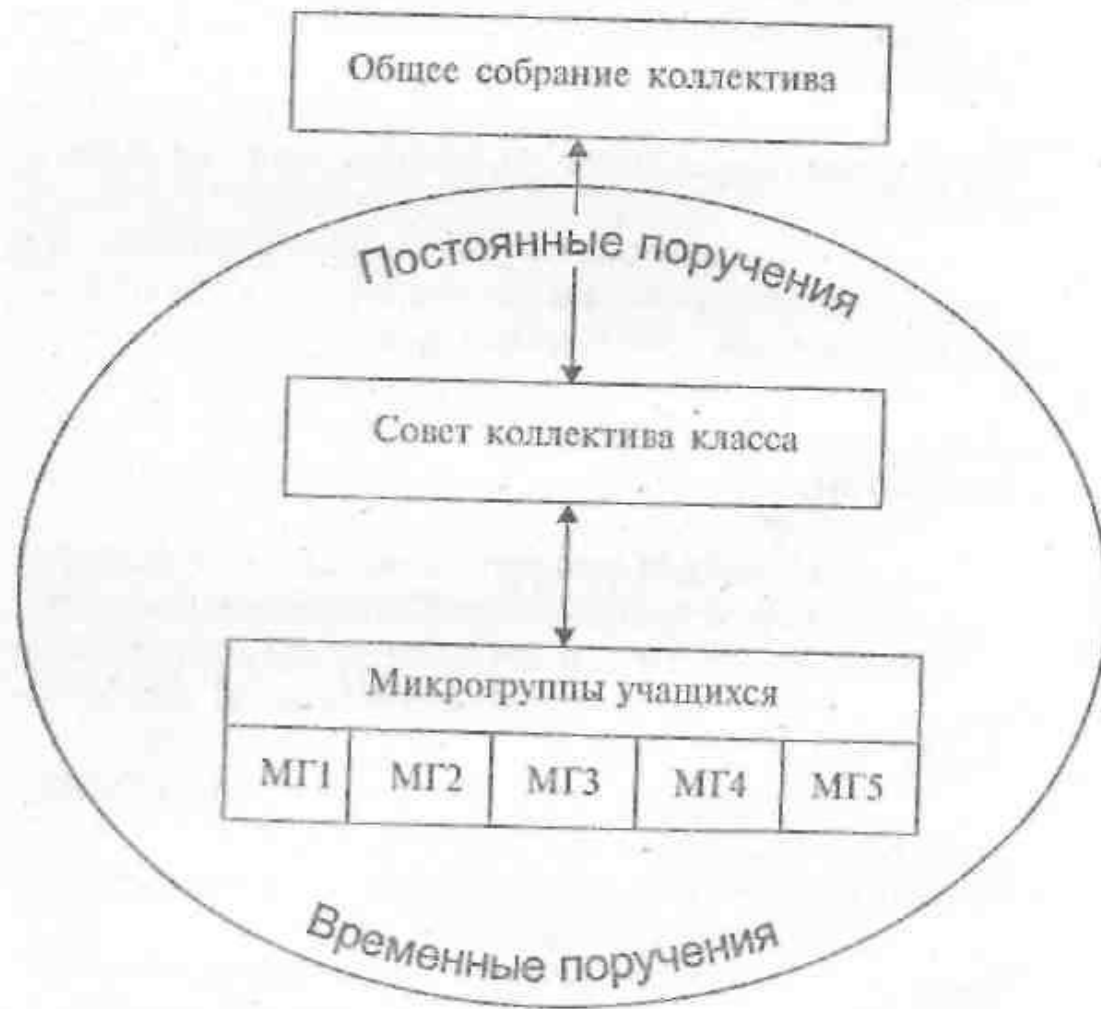 Общее собрание коллектива
Постоянные поручения
Совет коллектива класса
Микрогруппы учащихся
МГ1 МГ2 МГ3 МГ4 МГ5
Временные поручения